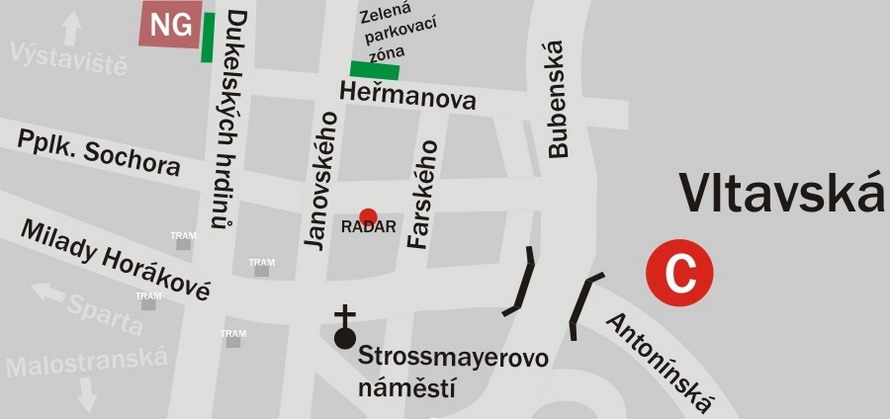 NG
Dukelských hrdinů
Zelená
parkovací
zóna
Výstaviště
Heřmanova
Bubenská
Pplk. Sochora
Janovského
Farského
Vltavská
RADAR
Milady Horákové
TRAM
TRAM
C
TRAM
Sparta
TRAM
Antonínská
Malostranská
Strossmayerovo
náměstí